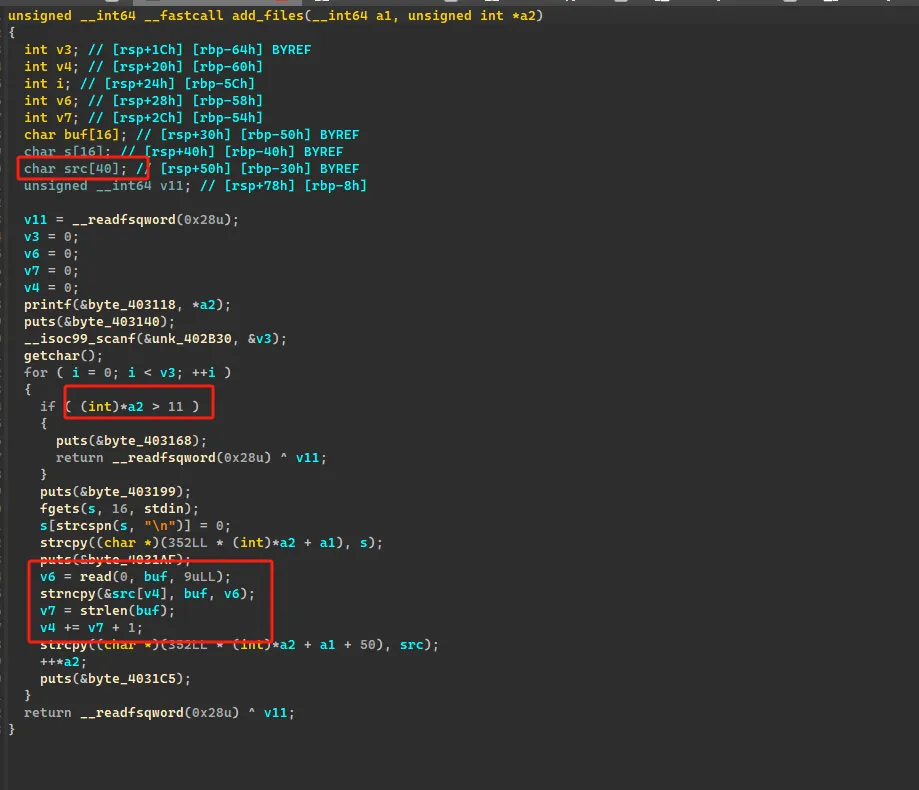 unsigned __int64 __fastcall add_files(__int64 a1, unsigned int *a2)
{
int v3; // [rsp+1Ch] [rbp-64h] BYREF
int v4; // [rsp+20h] [rbp-60h]
int i; // [rsp+24h] [rbp-5Ch]
int v6; // [rsp+28h] [rbp-58h]
int v7; // [rsp+2Ch] [rbp-54h]
char buf[16]; // [rsp+30h] [rbp-50h] BYREF
char s[16]; // [rsp+40h] [rbp-40h] BYREF
char src[40]; // [rsp+50h] [rbp-30h] BYREF
unsigned __int64 v11; // [rsp+78h] [rbp-8h]
v11 = __readfsqword(0x28u);
v3 = 0;
v6 = 0;
v7 = 0;
v4 = 0;
printf(&byte_403118, *a2);
puts(&byte_403140);
__isoc99_scanf(&unk_402B30, &v3);
getchar();
for ( i = 0; i < v3; ++i )
{
if ( (int)*a2 > 11 )
{
puts(&byte_403168);
return __readfsqword(0x28u) ^ v11;
}
puts(&byte_403199);
fgets(s, 16, stdin);
s[strcspn(s, "\n")] = 0;
strcpy((char *)(352LL * (int)*a2 + a1), s);
puts(&byte_4031AF);
v6 = read(0, buf, 9uLL);
strncpy(&src[v4], buf, v6);
v7 = strlen(buf);
v4 += v7 + 1;
strcpy((char *)(352LL * (int)*a2 + a1 + 50), src);
++*a2;
puts(&byte_4031C5);
}
return __readfsqword(0x28u) ^ v11;
}